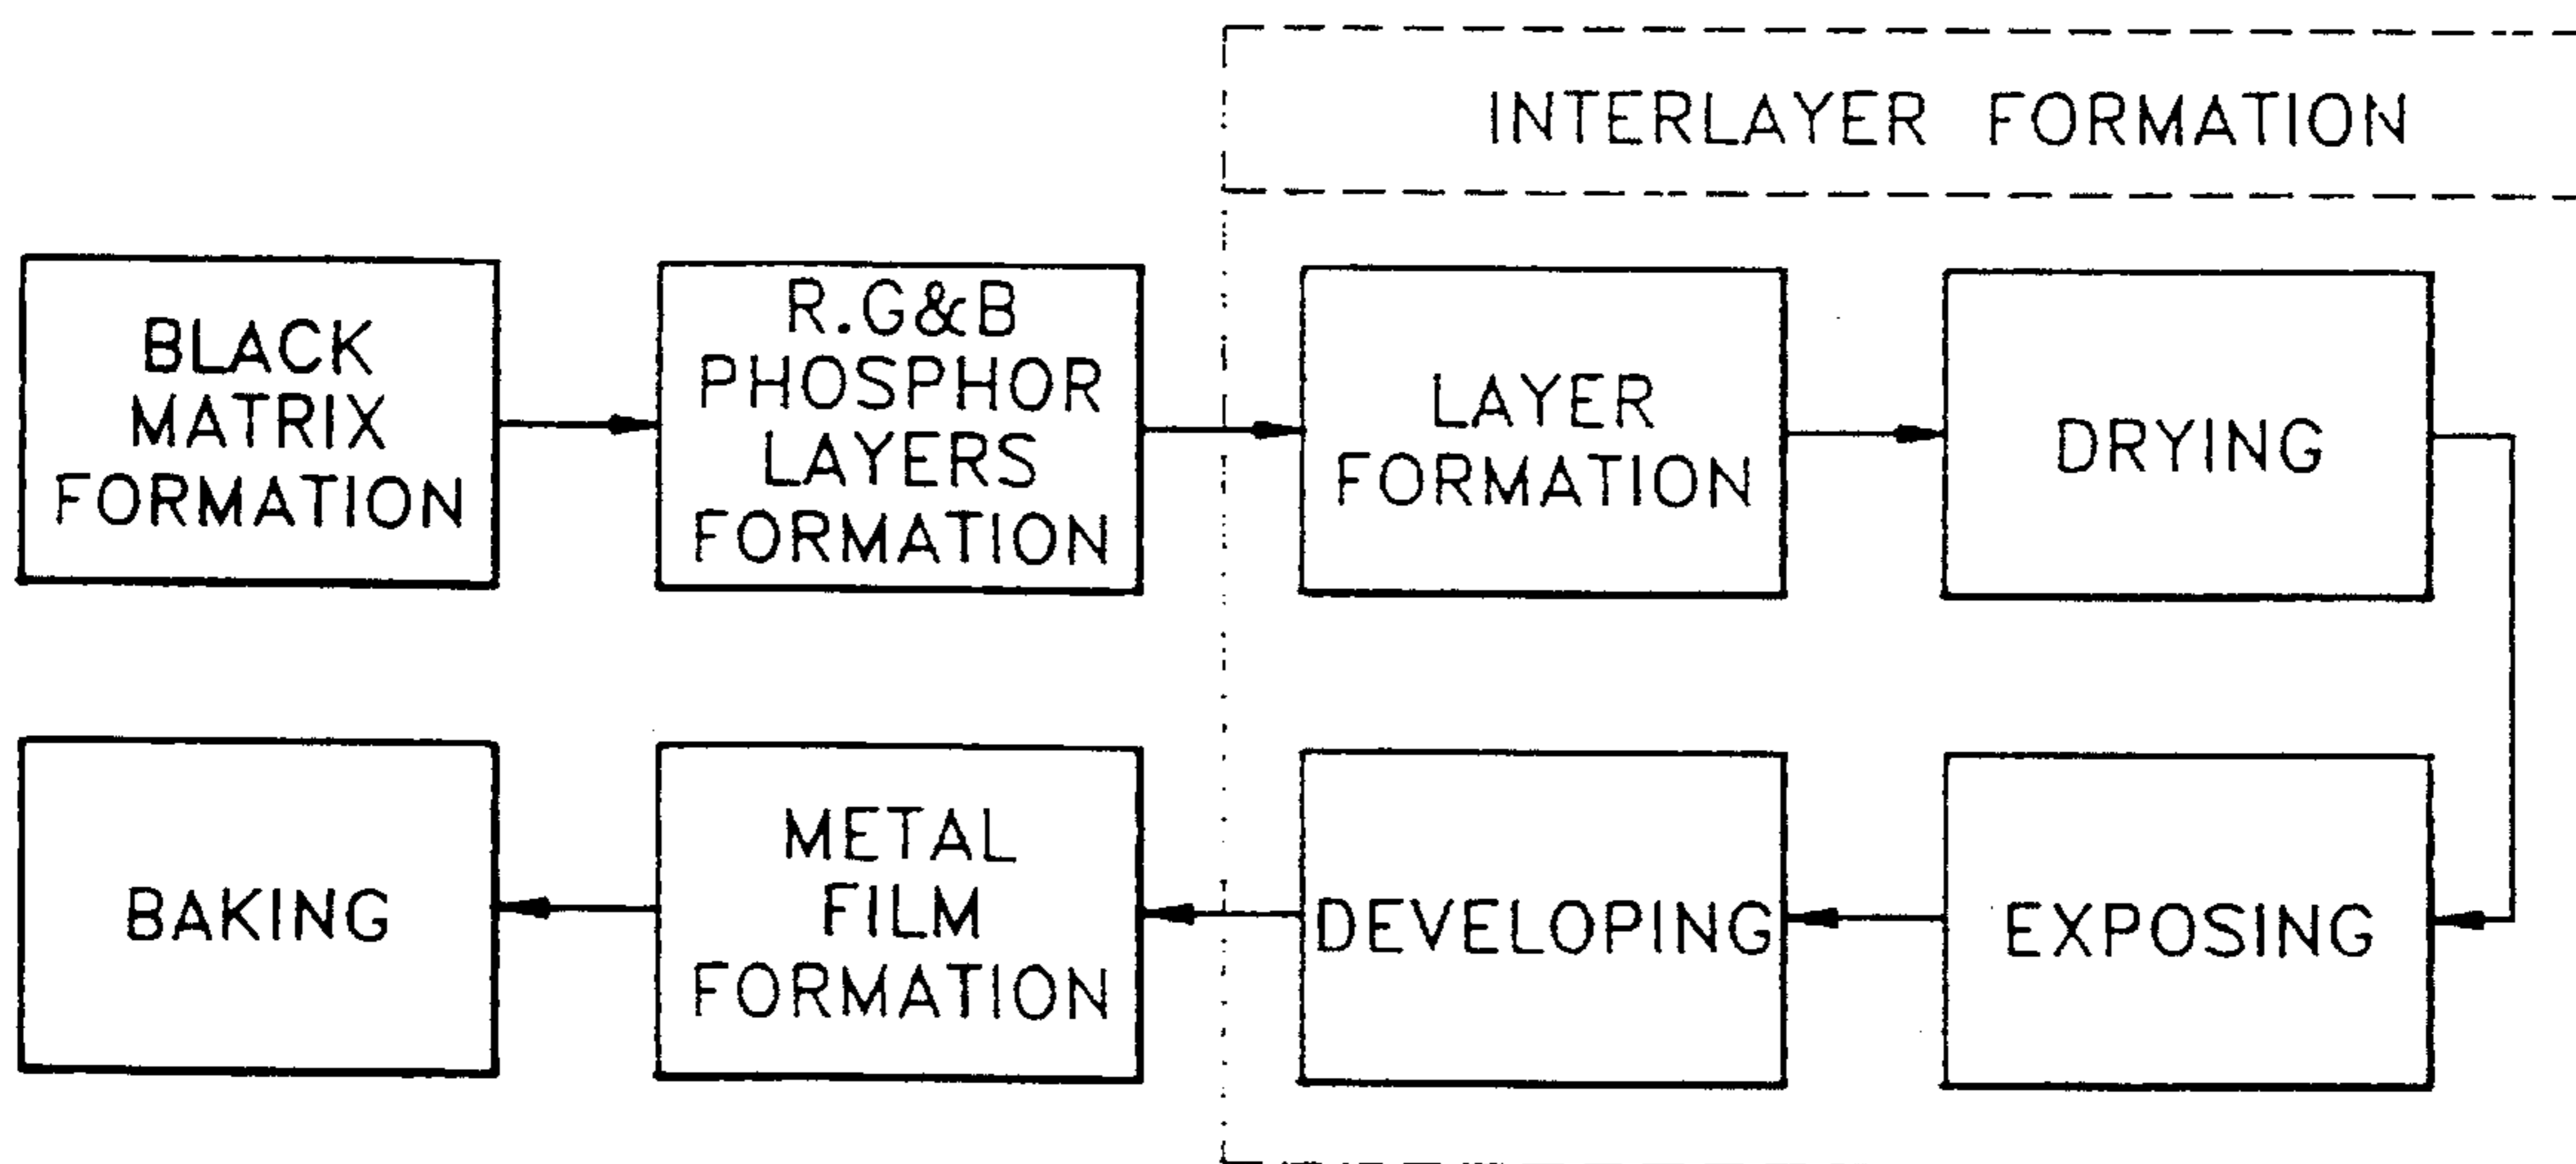 INTERLAYER FORMATION
BLACK
MATRIX
FORMATION
R.G&B
PHOSPHOR
LAYERS
FORMATION
LAYER
FORMATION
DRYING
BAKING
METAL
FILM
FORMATION
DEVELOPING
EXPOSING